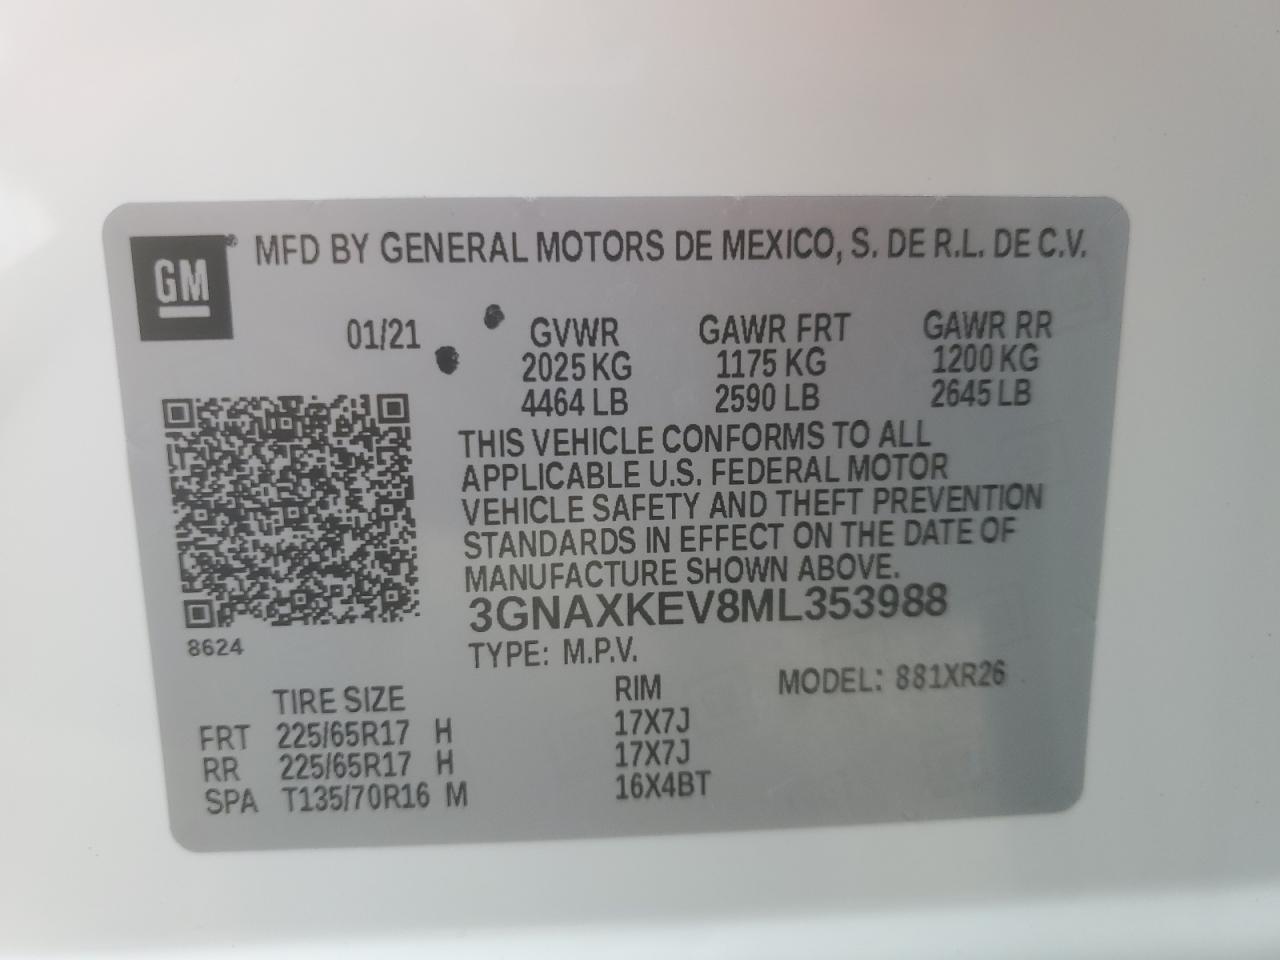 GM
MFD BY GENERAL MOTORS DE MEXICO, S. DE R.L. DE C.V.
01/21
GVWR GAWR FRT GAWR RR
2025 KG 1175 KG 1200 KG
4464 LB 2590 LB 2645 LB
THIS VEHICLE CONFORMS TO ALL
APPLICABLE U.S. FEDERAL MOTOR
VEHICLE SAFETY AND THEFT PREVENTION
STANDARDS IN EFFECT ON THE DATE OF
MANUFACTURE SHOWN ABOVE.
3GNAXKEV8ML353988
8624
TYPE: M.P.V.
MODEL: 881XR26
TIRE SIZE RIM
FRT 225/65R17 H 17X7J
RR 225/65R17 H 17X7J
SPA T135/70R16 M 16X4BT